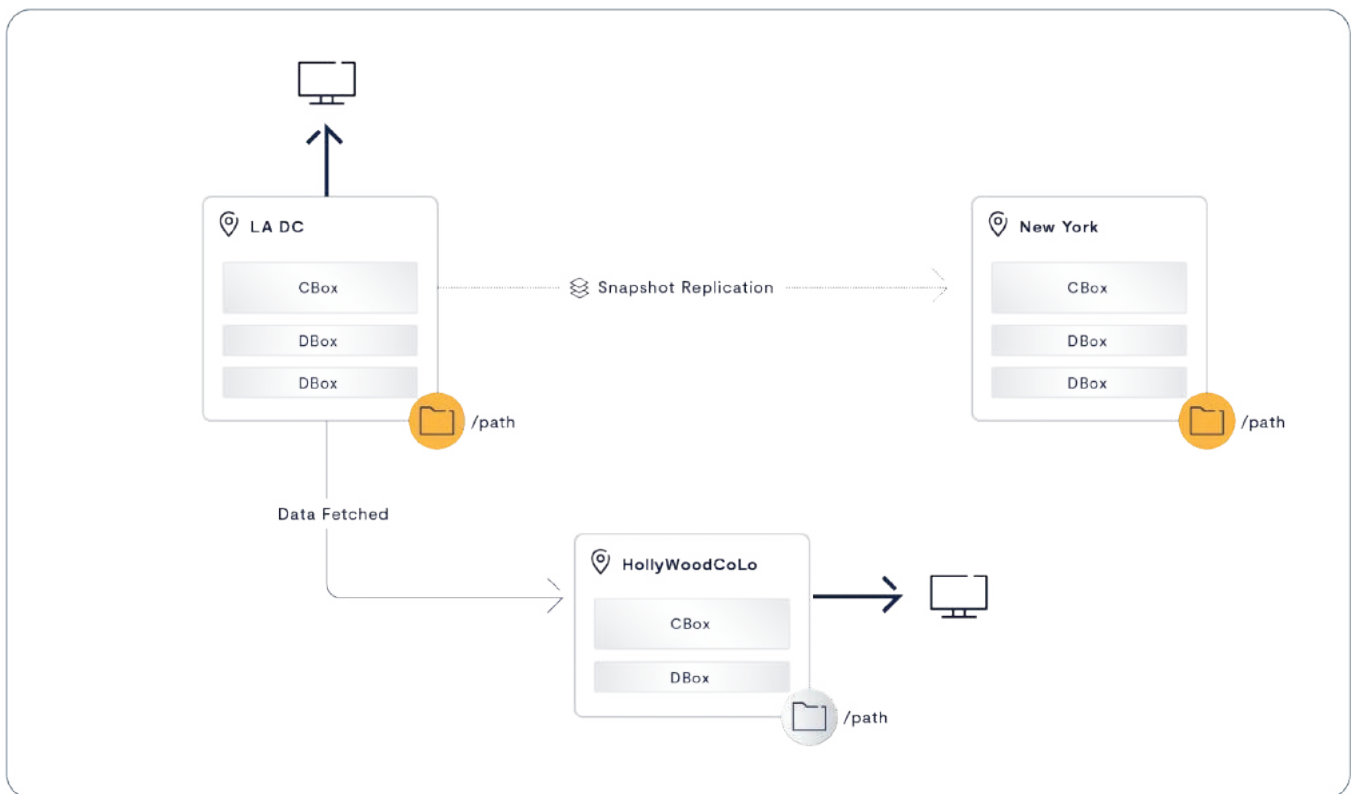 LA DC
CBox
DBox
DBox
/path
Snapshot Replication
New York
CBox
DBox
DBox
/path
Data Fetched
HollyWoodCoLo
CBox
DBox
/path